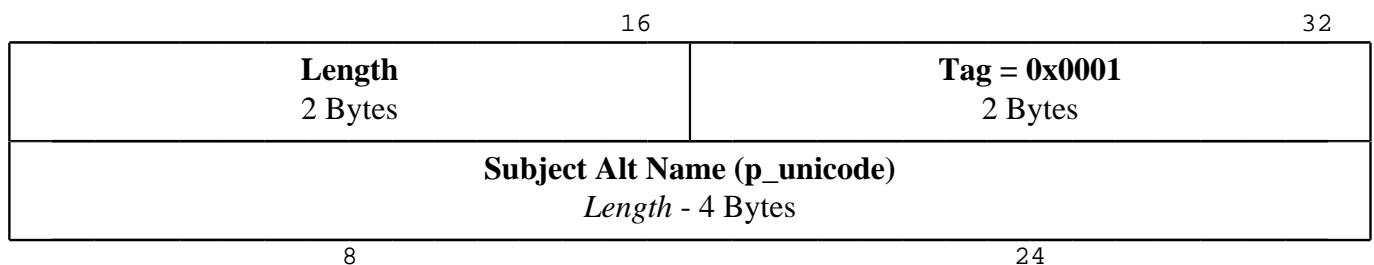 16 32
Length Tag = 0x0001
2 Bytes 2 Bytes
Subject Alt Name (p_unicode)
Length - 4 Bytes
8 24